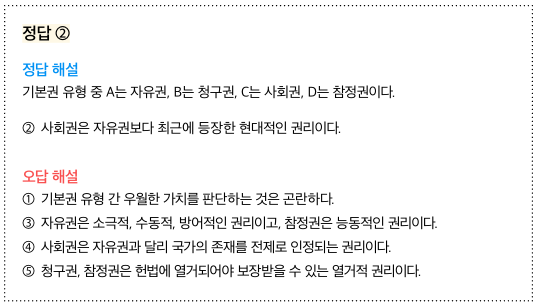 정답 ②
정답 해설
기본권 유형 중 A는 자유권, B는 청구권, C는 사회권, D는 참정권이다.
② 사회권은 자유권보다 최근에 등장한 현대적인 권리이다.
오답 해설
① 기본권 유형 간 우월한 가치를 판단하는 것은 곤란하다.
③ 자유권은 소극적, 수동적, 방어적인 권리이고, 참정권은 능동적인 권리이다.
④ 사회권은 자유권과 달리 국가의 존재를 전제로 인정되는 권리이다.
⑤ 청구권, 참정권은 헌법에 열거되어야 보장받을 수 있는 열거적 권리이다.